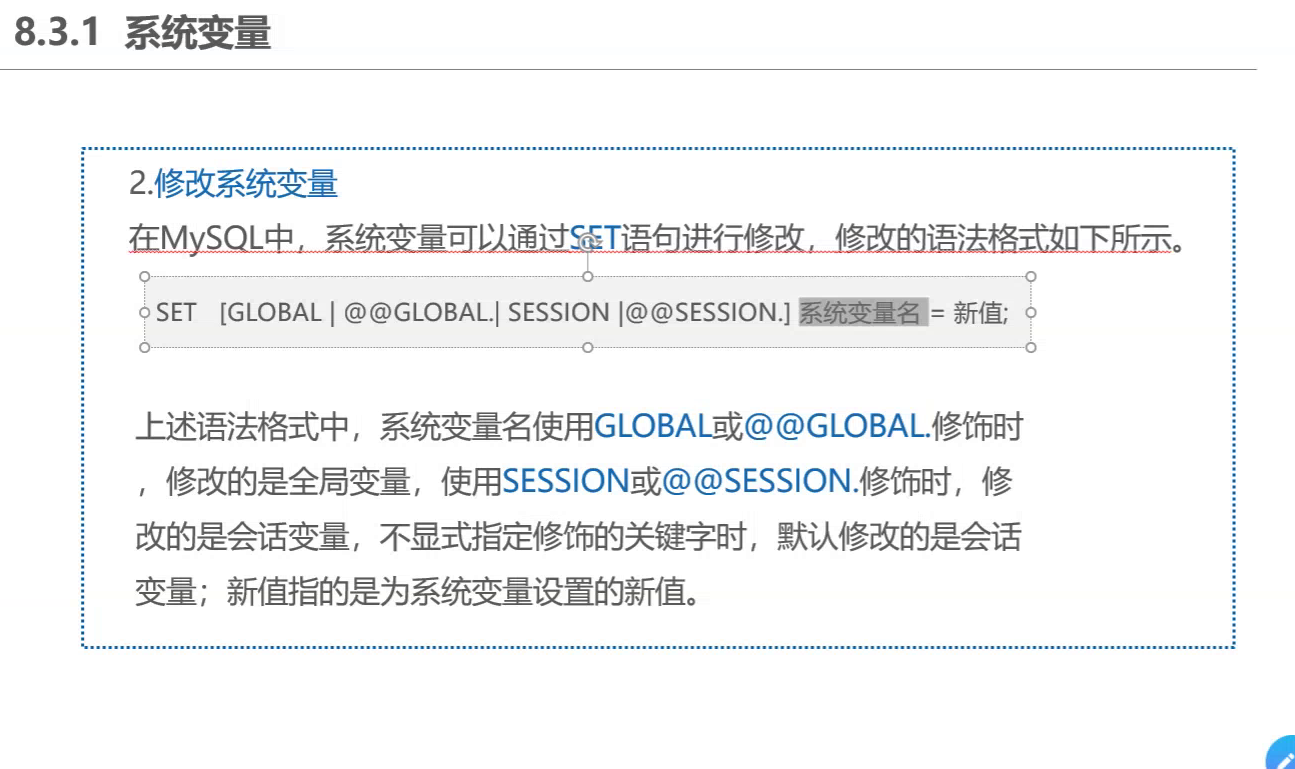 8.3.1 系统变量
2.修改系统变量
在MySQL中，系统变量可以通过SET语句进行修改，修改的语法格式如下所示。
SET [GLOBAL | @@GLOBAL.| SESSION |@@SESSION.] 系统变量名 = 新值;
上述语法格式中，系统变量名使用GLOBAL或@@GLOBAL.修饰时
，修改的是全局变量，使用SESSION或@@SESSION.修饰时，修
改的是会话变量，不显式指定修饰的关键字时，默认修改的是会话
变量；新值指的是为系统变量设置的新值。